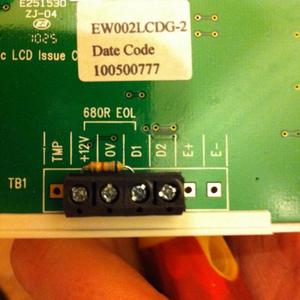 E251530
ZJ-04
1025
c LCD Issue C
EW002LCDG-2
Date Code
100500777
680R EOL
TMP
+12V
0V
D1
D2
E+
E-
TB1